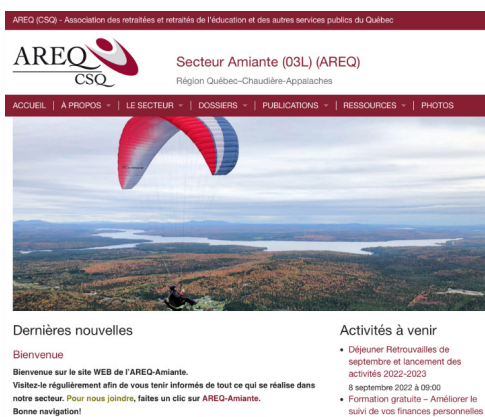 AREQ (CSQ) - Association des retraitées et retraités de l'éducation et des autres services publics du Québec
AREQ
CSQ
Secteur Amiante (03L) (AREQ)
Région Québec–Chaudière-Appalaches
ACCUEIL | À PROPOS | LE SECTEUR | DOSSIERS | PUBLICATIONS | RESSOURCES | PHOTOS
Dernières nouvelles
Bienvenue
Bienvenue sur le site WEB de l'AREQ-Amiante.
Visitez-le régulièrement afin de vous tenir informés de tout ce qui se réalise dans
notre secteur. Pour nous joindre, faites un clic sur AREQ-Amiante.
Bonne navigation!
Activités à venir
• Déjeuner Retrouvailles de
septembre et lancement des
activités 2022-2023
8 septembre 2022 à 09:00
• Formation gratuite – Améliorer le
suivi de vos finances personnelles